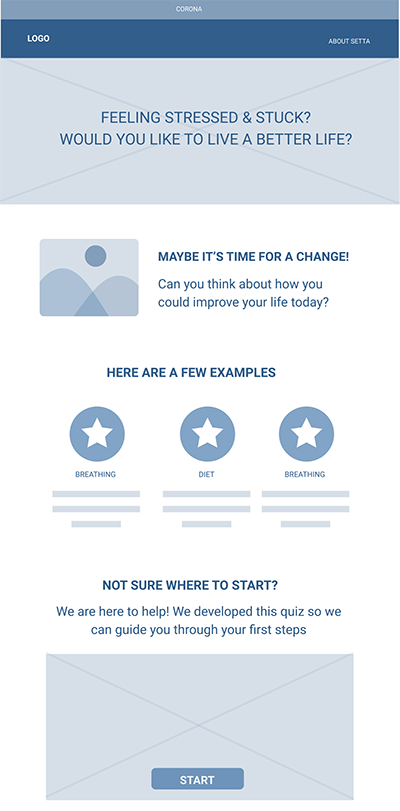 CORONA
LOGO
ABOUT SETTA
FEELING STRESSED & STUCK?
WOULD YOU LIKE TO LIVE A BETTER LIFE?
MAYBE IT'S TIME FOR A CHANGE!
Can you think about how you
could improve your life today?
HERE ARE A FEW EXAMPLES
BREATHING
DIET
BREATHING
NOT SURE WHERE TO START?
We are here to help! We developed this quiz so we
can guide you through your first steps
START